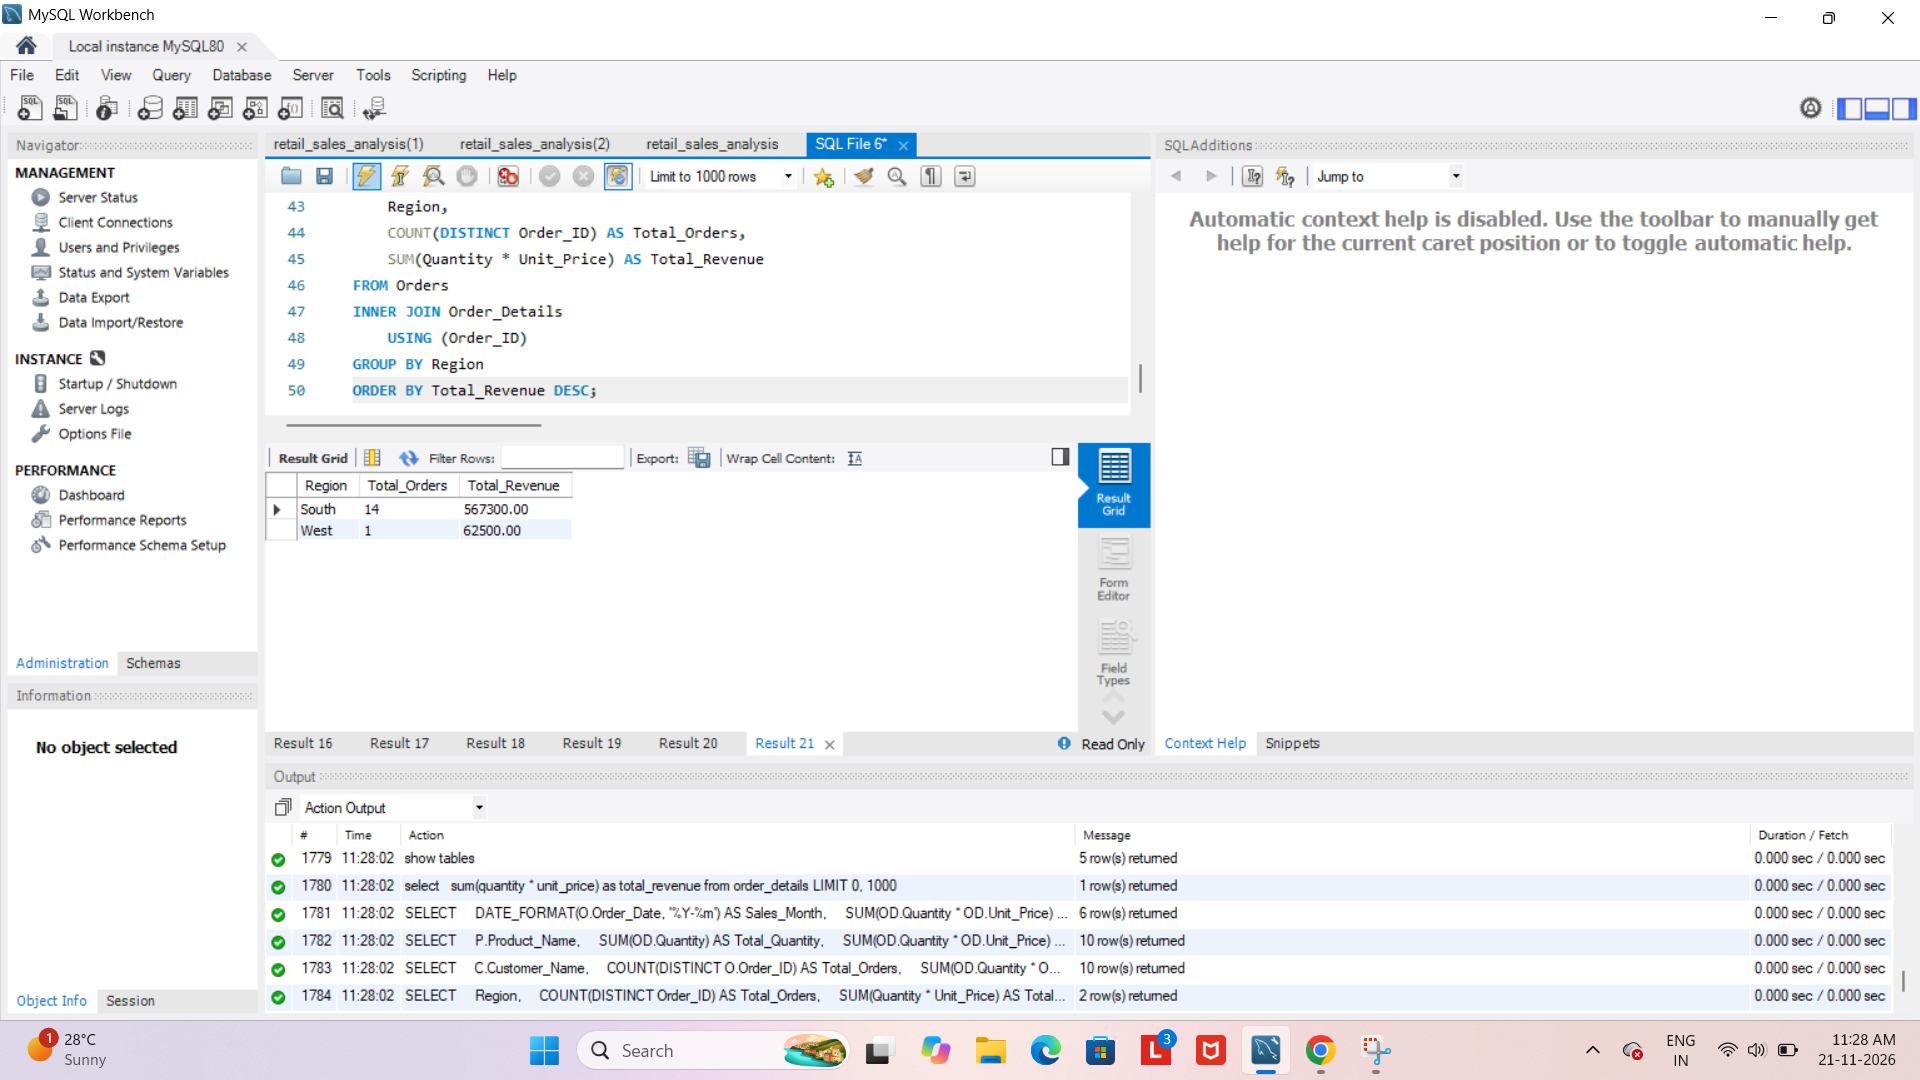 MySQL Workbench
Local instance MySQL80
File Edit View Query Database Server Tools Scripting Help
Navigator
MANAGEMENT
Server Status
Client Connections
Users and Privileges
Status and System Variables
Data Export
Data Import/Restore
INSTANCE
Startup / Shutdown
Server Logs
Options File
PERFORMANCE
Dashboard
Performance Reports
Performance Schema Setup
Administration Schemas
Information
No object selected
Object Info Session
retail_sales_analysis(1) retail_sales_analysis(2) retail_sales_analysis SQL File 6*
Limit to 1000 rows
43 Region,
44 COUNT(DISTINCT Order_ID) AS Total_Orders,
45 SUM(Quantity * Unit_Price) AS Total_Revenue
46 FROM Orders
47 INNER JOIN Order_Details
48 USING (Order_ID)
49 GROUP BY Region
50 ORDER BY Total_Revenue DESC;
Result Grid Filter Rows: Export: Wrap Cell Content:
Region Total_Orders Total_Revenue
South 14 567300.00
West 1 62500.00
Result Grid
Form Editor
Field Types
Result 16 Result 17 Result 18 Result 19 Result 20 Result 21 Read Only
SQLAdditions
Jump to
Automatic context help is disabled. Use the toolbar to manually get
help for the current caret position or to toggle automatic help.
Context Help Snippets
Output
Action Output
# Time Action Message Duration / Fetch
1779 11:28:02 show tables 5 row(s) returned 0.000 sec / 0.000 sec
1780 11:28:02 select sum(quantity * unit_price) as total_revenue from order_details LIMIT 0, 1000 1 row(s) returned 0.000 sec / 0.000 sec
1781 11:28:02 SELECT DATE_FORMAT(O.Order_Date, '%Y-%m') AS Sales_Month, SUM(OD.Quantity * OD.Unit_Price) ... 6 row(s) returned 0.000 sec / 0.000 sec
1782 11:28:02 SELECT P.Product_Name, SUM(OD.Quantity) AS Total_Quantity, SUM(OD.Quantity * OD.Unit_Price) ... 10 row(s) returned 0.000 sec / 0.000 sec
1783 11:28:02 SELECT C.Customer_Name, COUNT(DISTINCT O.Order_ID) AS Total_Orders, SUM(OD.Quantity * O... 10 row(s) returned 0.000 sec / 0.000 sec
1784 11:28:02 SELECT Region, COUNT(DISTINCT Order_ID) AS Total_Orders, SUM(Quantity * Unit_Price) AS Total... 2 row(s) returned 0.000 sec / 0.000 sec
1 28°C
Sunny
Search
L 3
ENG
IN
11:28 AM
21-11-2026